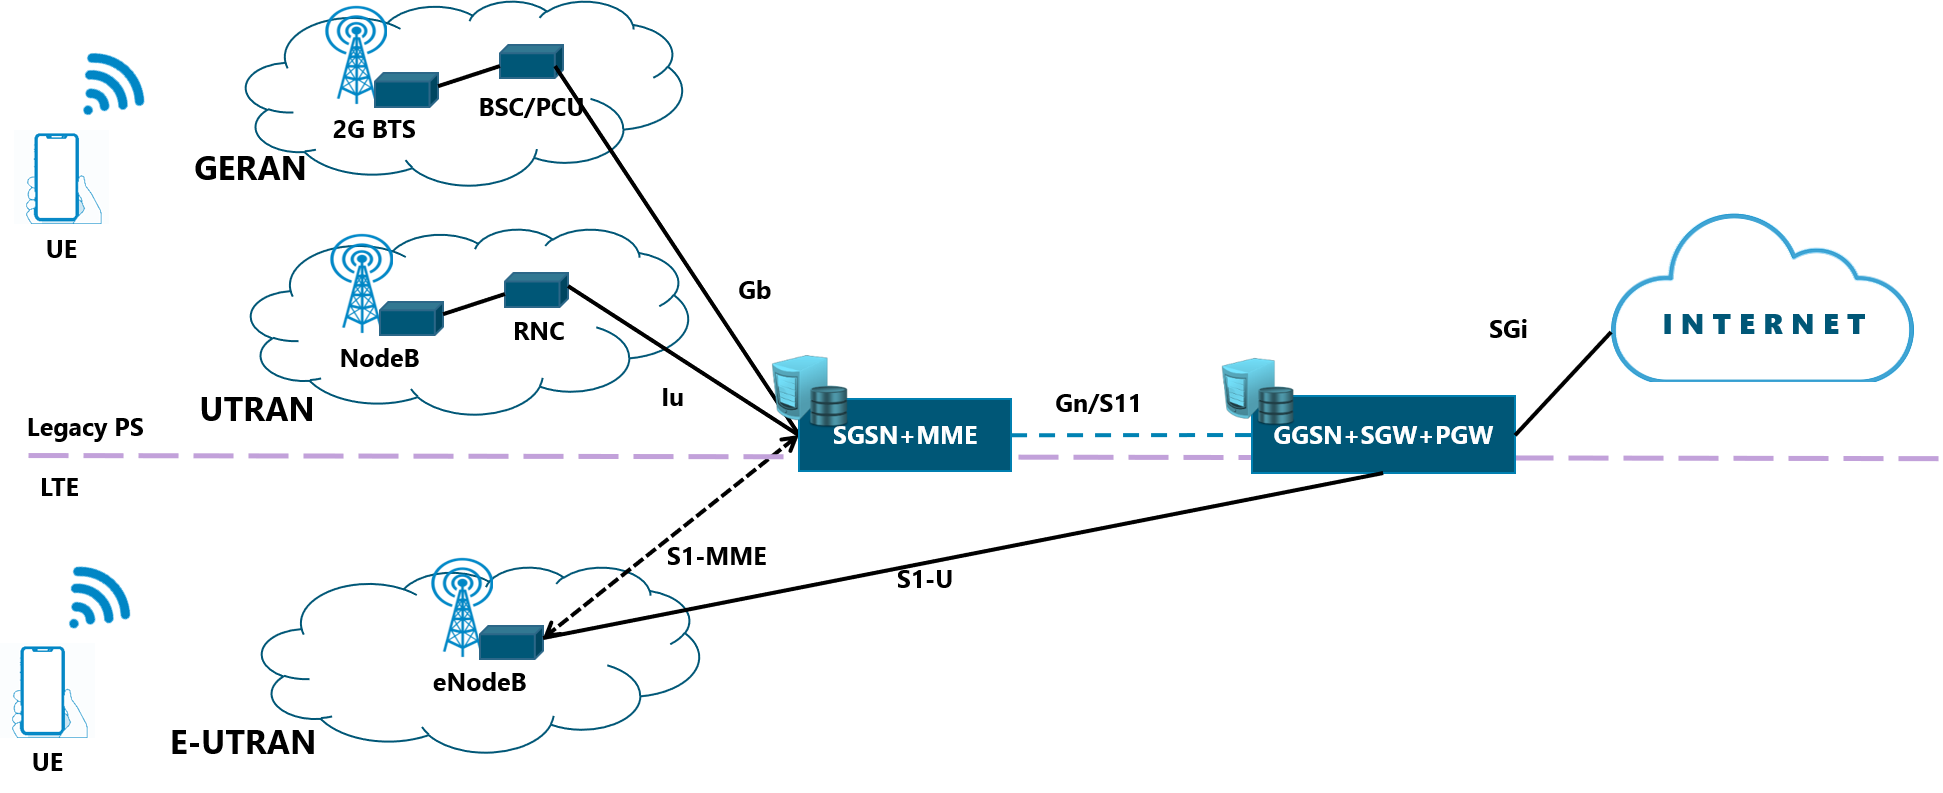 2G BTS
BSC/PCU
GERAN
UE
Gb
NodeB
RNC
UTRAN
Iu
SGi
INTERNET
Legacy PS
SGSN+MME
Gn/S11
GGSN+SGW+PGW
LTE
S1-MME
S1-U
eNodeB
E-UTRAN
UE